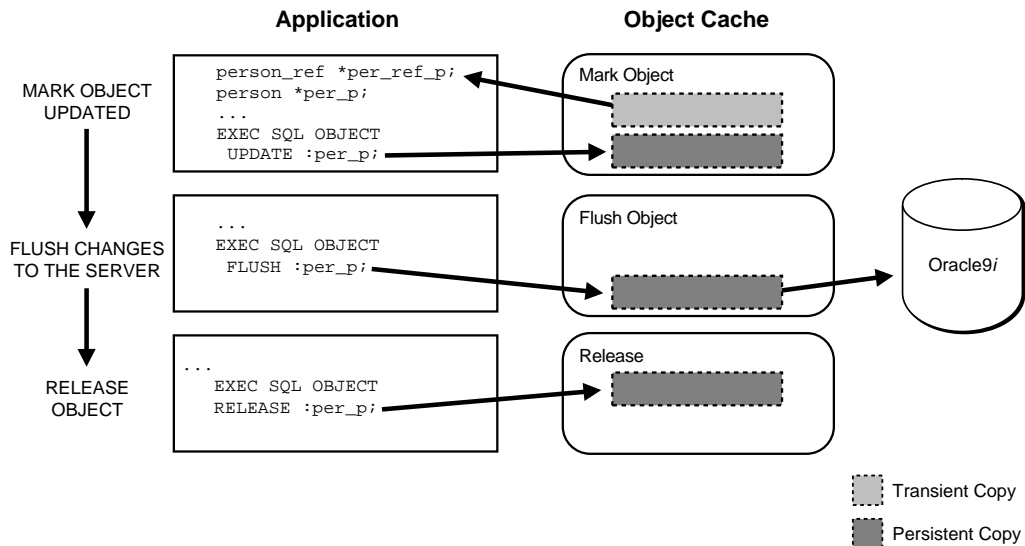 Application
Object Cache
MARK OBJECT
UPDATED
person_ref *per_ref_p;
person *per_p;
...
EXEC SQL OBJECT
UPDATE :per_p;
Mark Object
FLUSH CHANGES
TO THE SERVER
...
EXEC SQL OBJECT
FLUSH :per_p;
Flush Object
Oracle9i
RELEASE
OBJECT
...
EXEC SQL OBJECT
RELEASE :per_p;
Release
Transient Copy
Persistent Copy